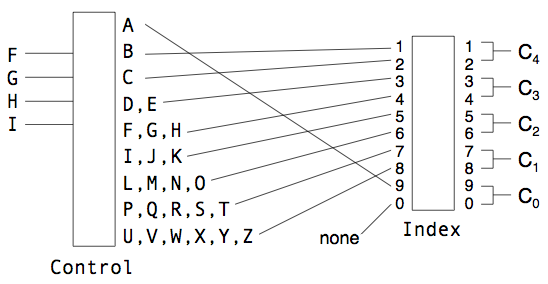 A
B
C
D,E
F,G,H
I,J,K
L,M,N,O
P,Q,R,S,T
U,V,W,X,Y,Z
F
G
H
I
Control
none
1
2
3
4
5
6
7
8
9
0
Index
1
2
3
4
5
6
7
8
9
0
C4
C3
C2
C1
C0